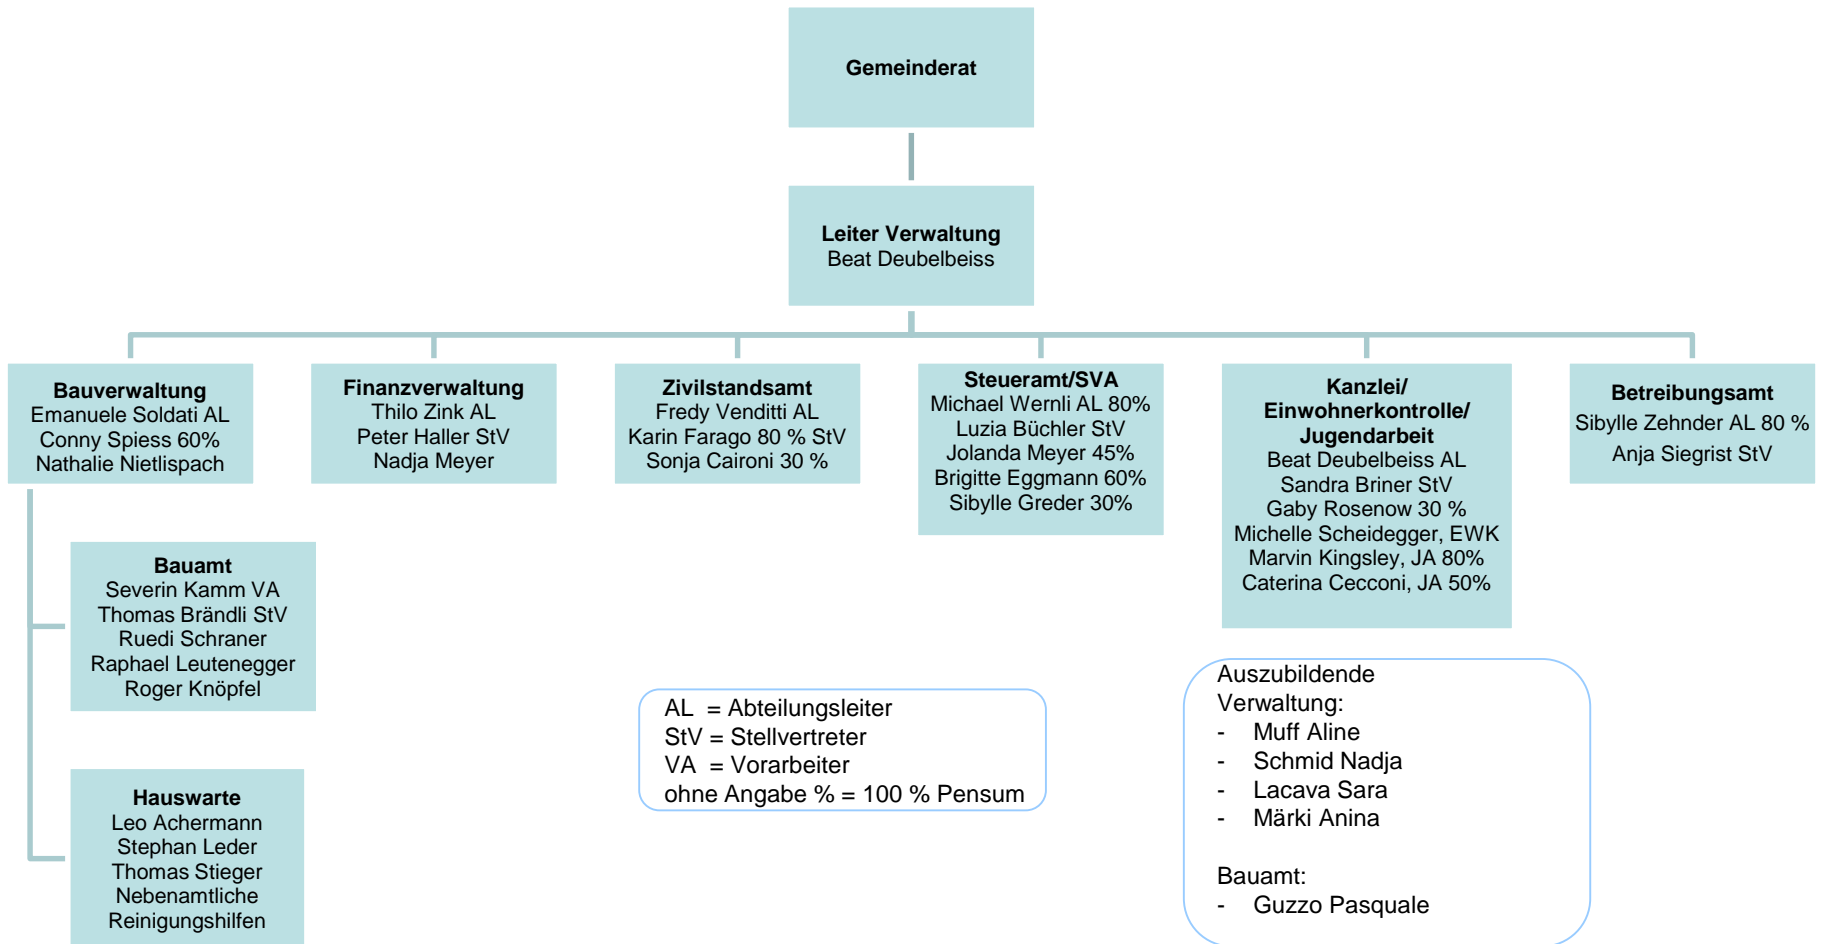 Gemeinderat
Leiter Verwaltung
Beat Deubelbeiss
Bauverwaltung
Emanuele Soldati AL
Conny Spiess 60%
Nathalie Nietlispach
Finanzverwaltung
Thilo Zink AL
Peter Haller StV
Nadja Meyer
Zivilstandsamt
Fredy Venditti AL
Karin Farago 80 % StV
Sonja Caironi 30 %
Steueramt/SVA
Michael Wernli AL 80%
Luzia Büchler StV
Jolanda Meyer 45%
Brigitte Eggmann 60%
Sibylle Greder 30%
Kanzlei/
Einwohnerkontrolle/
Jugendarbeit
Beat Deubelbeiss AL
Sandra Briner StV
Gaby Rosenow 30 %
Michelle Scheidegger, EWK
Marvin Kingsley, JA 80%
Caterina Cecconi, JA 50%
Betreibungsamt
Sibylle Zehnder AL 80 %
Anja Siegrist StV
Bauamt
Severin Kamm VA
Thomas Brändli StV
Ruedi Schraner
Raphael Leutenegger
Roger Knöpfel
Hauswarte
Leo Achermann
Stephan Leder
Thomas Stieger
Nebenamtliche
Reinigungshilfen
AL = Abteilungsleiter
StV = Stellvertreter
VA = Vorarbeiter
ohne Angabe % = 100 % Pensum
Auszubildende
Verwaltung:
- Muff Aline
- Schmid Nadja
- Lacava Sara
- Märki Anina
Bauamt:
- Guzzo Pasquale